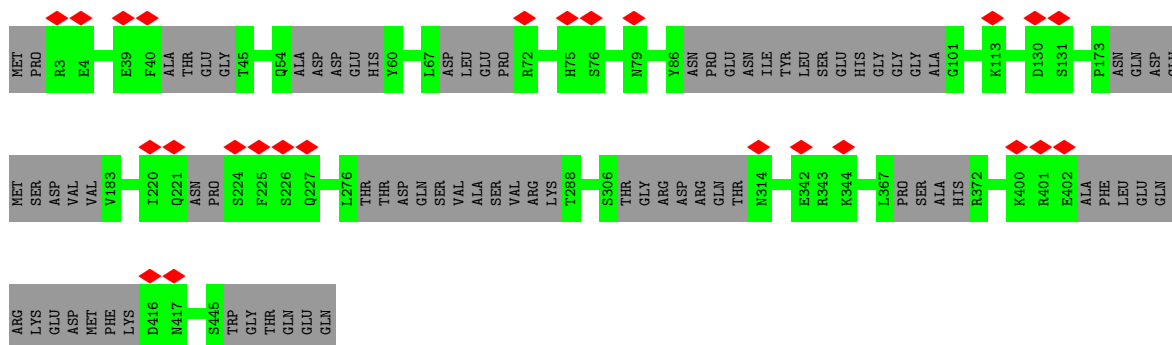 MET PRO R3 E4 E39 F40 ALA THR GLU GLY T45 Q54 ALA ASP ASP GLU HIS Y60 L67 ASP LEU GLU PRO R72 H75 S76 N79 Y86 ASN PRO GLU ASN ILE TYR LEU SER GLU HIS GLY GLY GLY ALA G101 K113 D130 S131 P173 ASN GLN ASP GLU
MET SER ASP VAL VAL V183 I220 Q221 ASN PRO S224 F225 S226 Q227 L276 THR THR ASP GLN SER VAL ALA SER VAL ARG LYS T288 S306 THR GLY ARG ASP ARG GLN THR N314 E342 R343 K344 L367 PRO SER ALA HIS R372 K400 R401 E402 ALA PHE LEU GLU GLN
ARG LYS GLU ASP MET PHE LYS D416 N417 S445 TRP GLY THR GLN GLU GLN